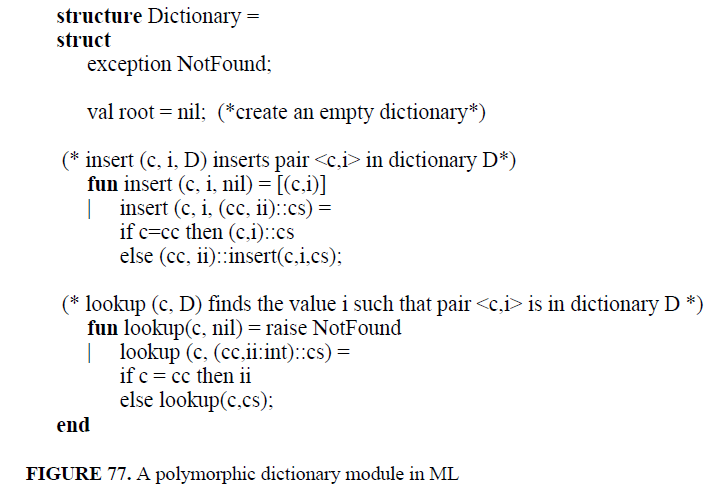 structure Dictionary =
struct
exception NotFound;
val root = nil; (*create an empty dictionary*)
(* insert (c, i, D) inserts pair <c,i> in dictionary D*)
fun insert (c, i, nil) = [(c,i)]
| insert (c, i, (cc, ii)::cs) =
if c=cc then (c,i)::cs
else (cc, ii)::insert(c,i,cs);
(* lookup (c, D) finds the value i such that pair <c,i> is in dictionary D *)
fun lookup(c, nil) = raise NotFound
| lookup (c, (cc,ii:int)::cs) =
if c = cc then ii
else lookup(c,cs);
end
FIGURE 77. A polymorphic dictionary module in ML